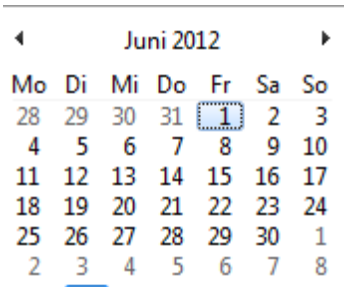 Juni 2012
Mo Di Mi Do Fr Sa So
28 29 30 31 1 2 3
4 5 6 7 8 9 10
11 12 13 14 15 16 17
18 19 20 21 22 23 24
25 26 27 28 29 30 1
2 3 4 5 6 7 8